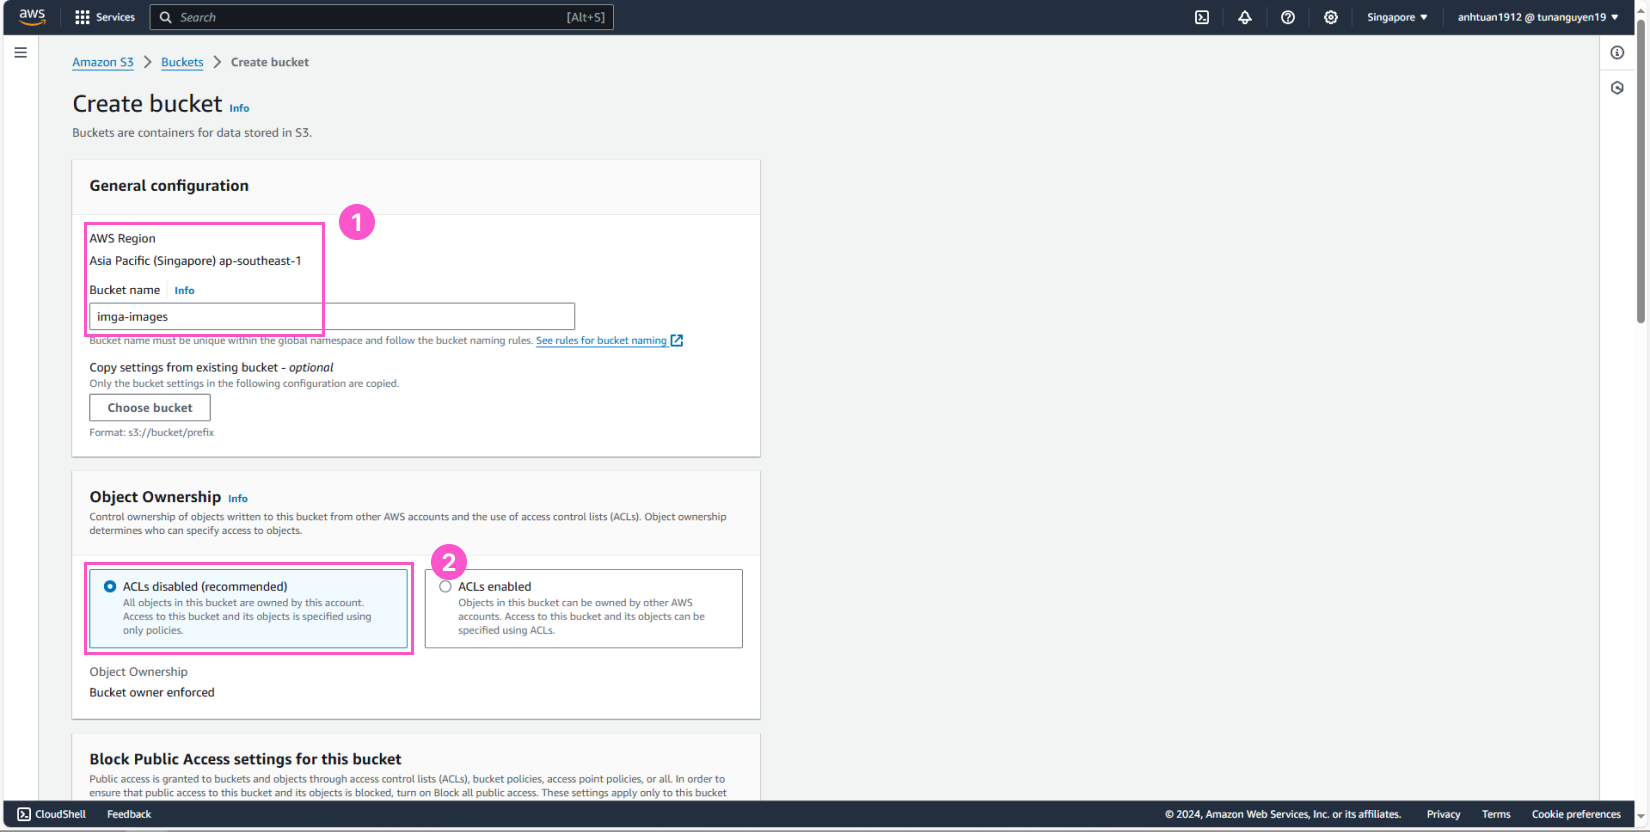 aws
Services
Search
[Alt+S]
Singapore
anhtuan1912 @ tunanguyen19
Amazon S3 > Buckets > Create bucket
Create bucket Info
Buckets are containers for data stored in S3.
General configuration
1
AWS Region
Asia Pacific (Singapore) ap-southeast-1
Bucket name Info
imga-images
Bucket name must be unique within the global namespace and follow the bucket naming rules. See rules for bucket naming
Copy settings from existing bucket - optional
Only the bucket settings in the following configuration are copied.
Choose bucket
Format: s3://bucket/prefix
Object Ownership Info
Control ownership of objects written to this bucket from other AWS accounts and the use of access control lists (ACLs). Object ownership
determines who can specify access to objects.
2
ACLs disabled (recommended)
All objects in this bucket are owned by this account.
Access to this bucket and its objects is specified using
only policies.
ACLs enabled
Objects in this bucket can be owned by other AWS
accounts. Access to this bucket and its objects can be
specified using ACLs.
Object Ownership
Bucket owner enforced
Block Public Access settings for this bucket
Public access is granted to buckets and objects through access control lists (ACLs), bucket policies, access point policies, or all. In order to
ensure that public access to this bucket and its objects is blocked, turn on Block all public access. These settings apply only to this bucket
CloudShell
Feedback
© 2024, Amazon Web Services, Inc. or its affiliates.
Privacy
Terms
Cookie preferences